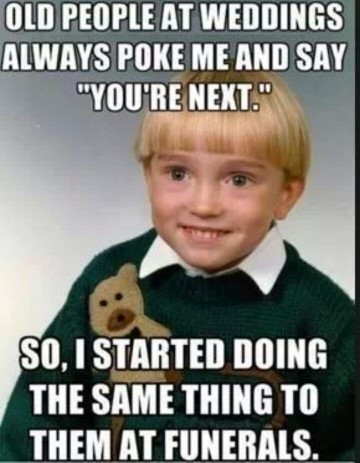 OLD PEOPLE AT WEDDINGS
ALWAYS POKE ME AND SAY
"YOU'RE NEXT."
SO, I STARTED DOING
THE SAME THING TO
THEM AT FUNERALS.